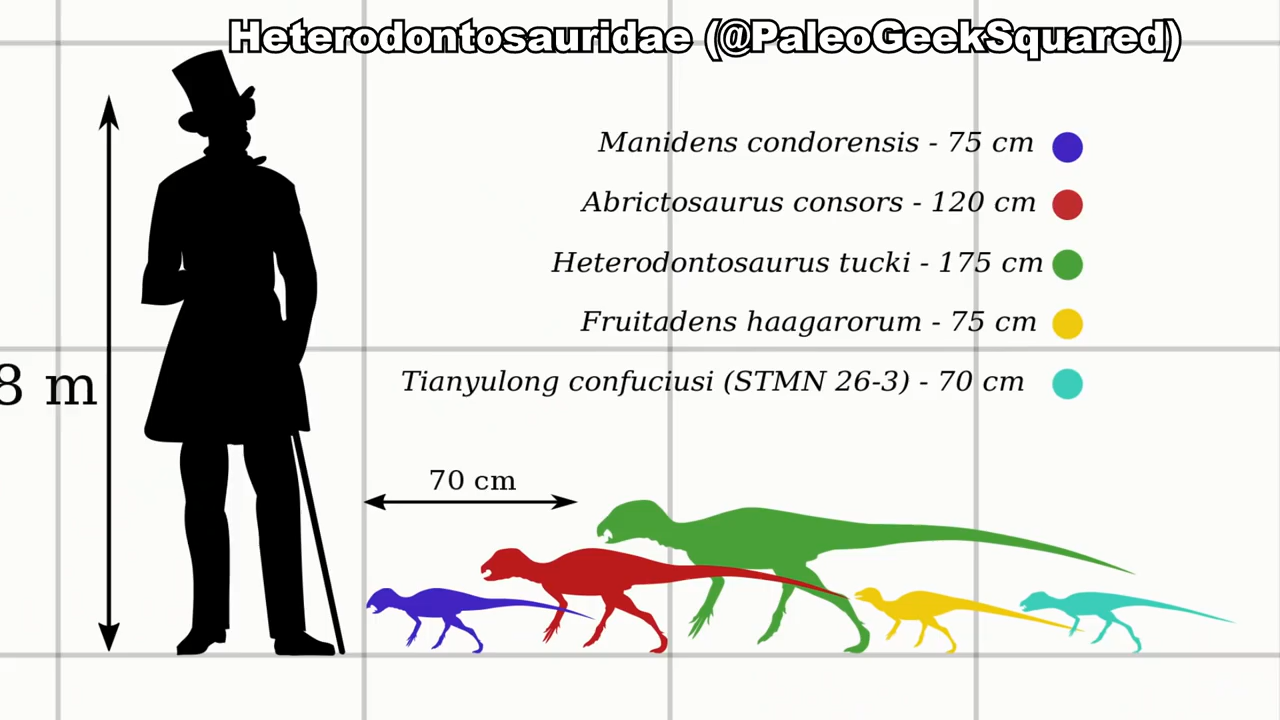 Heterodontosauridae (@PaleoGeekSquared)
Manidens condorensis - 75 cm
Abrictosaurus consors - 120 cm
Heterodontosaurus tucki - 175 cm
Fruitadens haagarorum - 75 cm
Tianyulong confuciusi (STMN 26-3) - 70 cm
8 m
70 cm